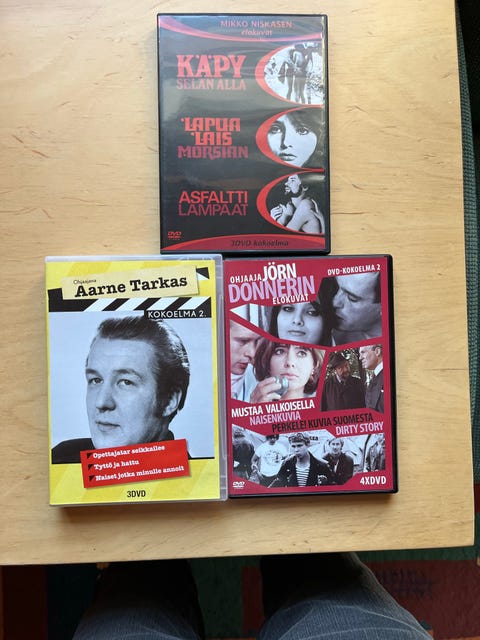 MIKKO NISKASEN
elokuvat
KÄPY
SELÄN ALLA
LAPUA
LAIS
MORSIAN
ASFALTTI
LAMPAAT
DVD
3DVD kokoelma
Ohjaajana
Aarne Tarkas
KOKOELMA 2.
Opettajatar seikkailee
Tyttö ja hattu
Naiset jotka minulle annoit
3DVD
OHJAAJA JÖRN
DONNERIN
ELOKUVAT
DVD-KOKOELMA 2
MUSTAA VALKOISELLA
NAISENKUVIA
PERKELE! KUVIA SUOMESTA
DIRTY STORY
DVD
4XDVD